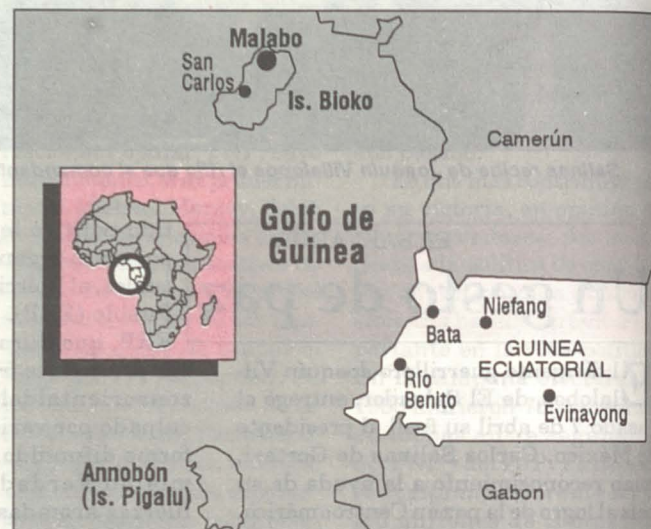 Malabo
San
Carlos
Is. Bioko
Camerún
Golfo de
Guinea
Niefang
Bata
GUINEA
ECUATORIAL
Río
Benitô
Evinayong
Annobón
(Is. Pigalu)
Gabon